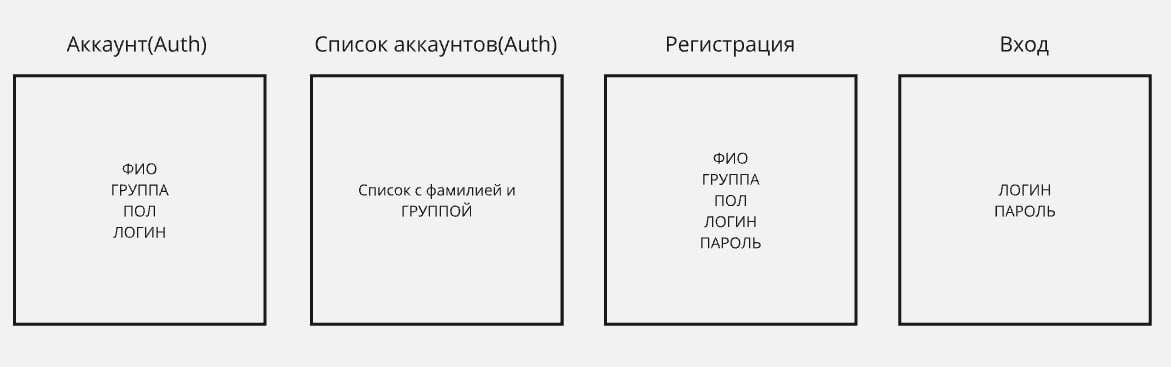 Аккаунт(Auth)
ФИО
ГРУППА
ПОЛ
ЛОГИН
Список аккаунтов(Auth)
Список с фамилией и
ГРУППОЙ
Регистрация
ФИО
ГРУППА
ПОЛ
ЛОГИН
ПАРОЛЬ
Вход
ЛОГИН
ПАРОЛЬ